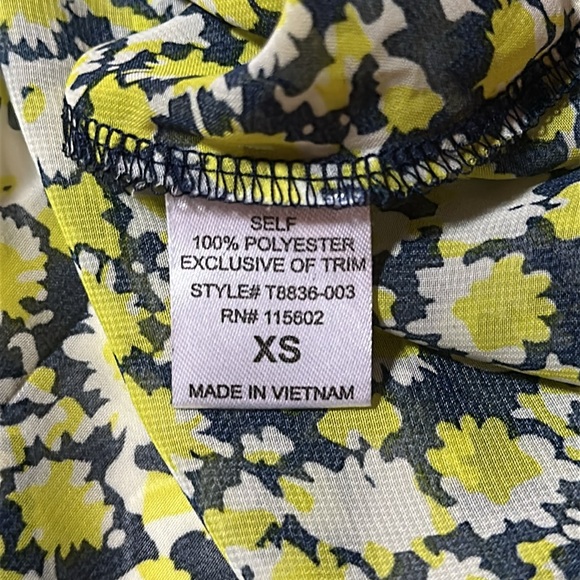 SELF
100% POLYESTER
EXCLUSIVE OF TRIM
STYLE# T8836-003
RN# 115602
XS
MADE IN VIETNAM